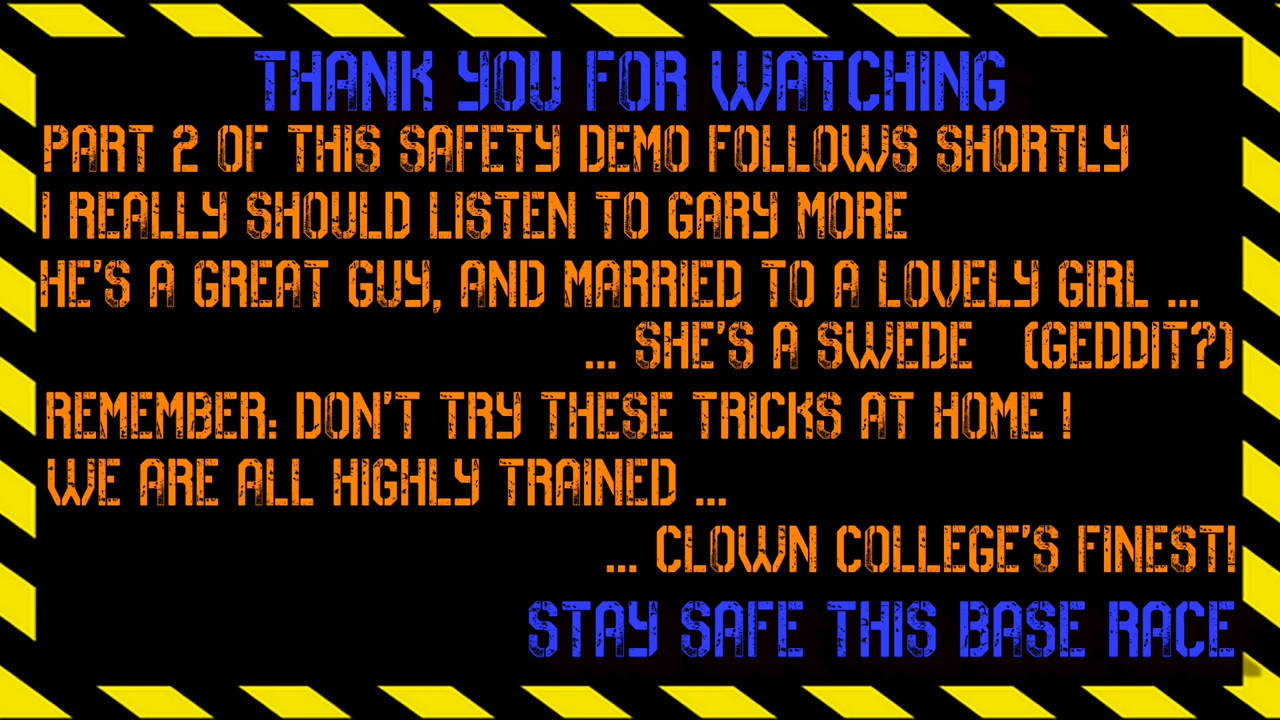 THANK YOU FOR WATCHING
PART 2 OF THIS SAFETY DEMO FOLLOWS SHORTLY
I REALLY SHOULD LISTEN TO GARY MORE
HE'S A GREAT GUY, AND MARRIED TO A LOVELY GIRL ...
... SHE'S A SWEDE (GEDDIT?)
REMEMBER: DON'T TRY THESE TRICKS AT HOME !
WE ARE ALL HIGHLY TRAINED ...
... CLOWN COLLEGE'S FINEST!
STAY SAFE THIS BASE RACE